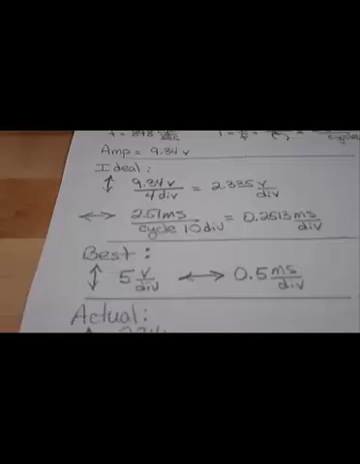 Amp = 9.34 v
Ideal:
↕ 9.34 v / 4 div = 2.335 v/div
↔ 2.51 ms / cycle 10 div = 0.2513 ms/div
Best:
↕ 5 v/div ↔ 0.5 ms/div
Actual: